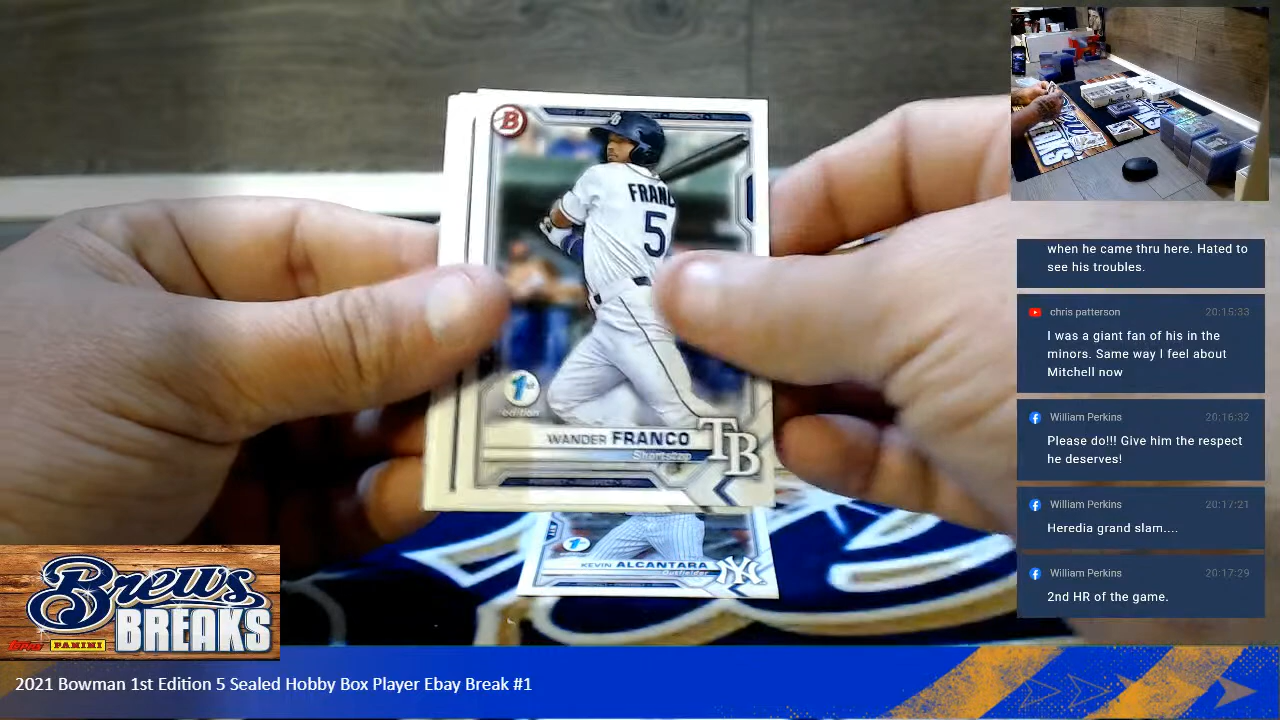 B
FRANC
5
1st
edition
WANDER FRANCO
Shortstop
TB
1st
KEVIN ALCANTARA
Outfielder
NY
BREAKS
when he came thru here. Hated to
see his troubles.
chris patterson 20:15:33
I was a giant fan of his in the
minors. Same way I feel about
Mitchell now
William Perkins 20:16:32
Please do!!! Give him the respect
he deserves!
William Perkins 20:17:21
Heredia grand slam....
William Perkins 20:17:29
2nd HR of the game.
Brews
BREAKS
Topps PANINI
2021 Bowman 1st Edition 5 Sealed Hobby Box Player Ebay Break #1